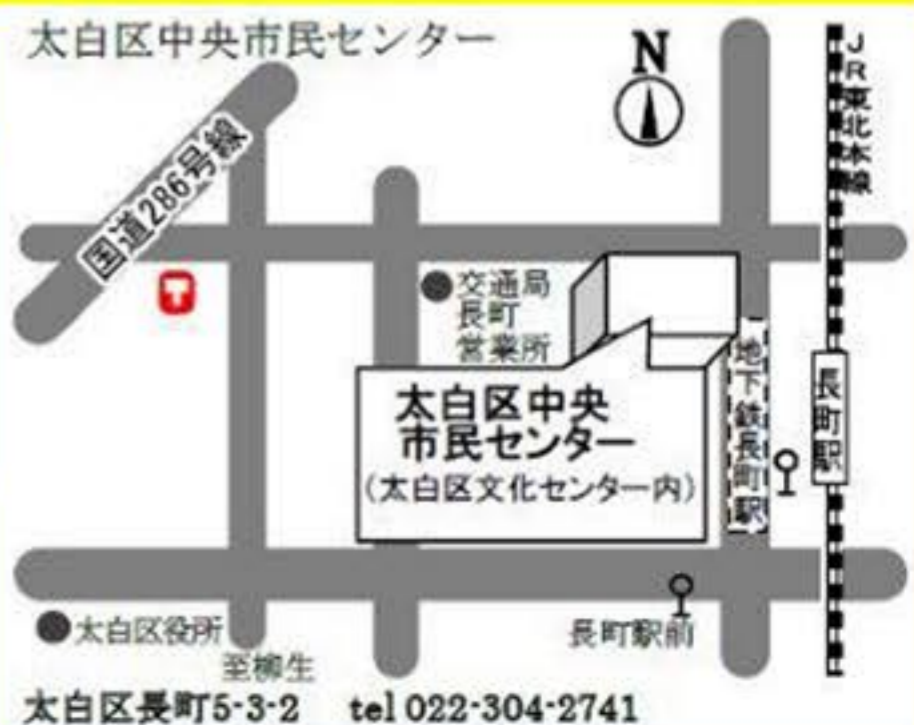 太白区中央市民センター
N
JR東北本線
国道286号線
交通局
長町
営業所
太白区中央
市民センター
(太白区文化センター内)
地下鉄長町駅
長町駅
太白区役所
長町駅前
至柳生
太白区長町5-3-2 tel 022-304-2741